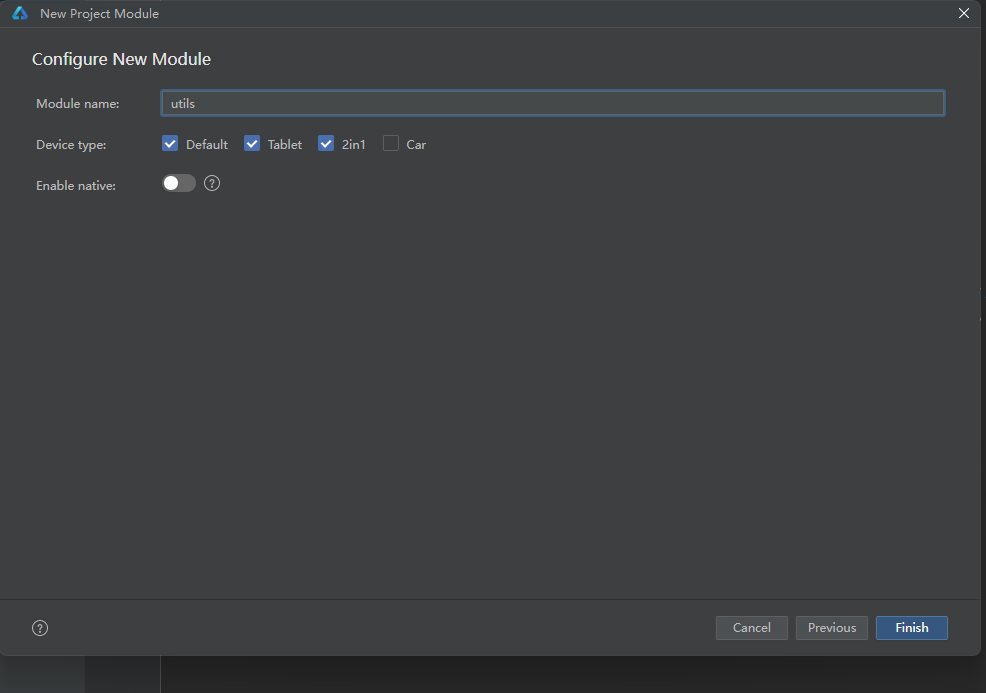 New Project Module
Configure New Module
Module name: utils
Device type: Default Tablet 2in1 Car
Enable native: ?
? Cancel Previous Finish